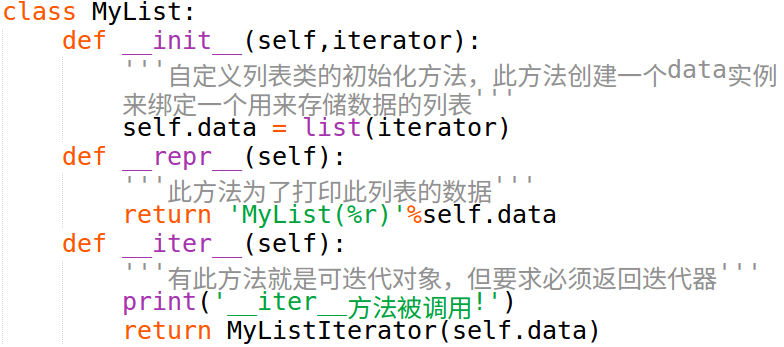 class MyList:
    def __init__(self,iterator):
        '''自定义列表类的初始化方法，此方法创建一个data实例
        来绑定一个用来存储数据的列表'''
        self.data = list(iterator)
    def __repr__(self):
        '''此方法为了打印此列表的数据'''
        return 'MyList(%r)'%self.data
    def __iter__(self):
        '''有此方法就是可迭代对象，但要求必须返回迭代器'''
        print('__iter__方法被调用!')
        return MyListIterator(self.data)